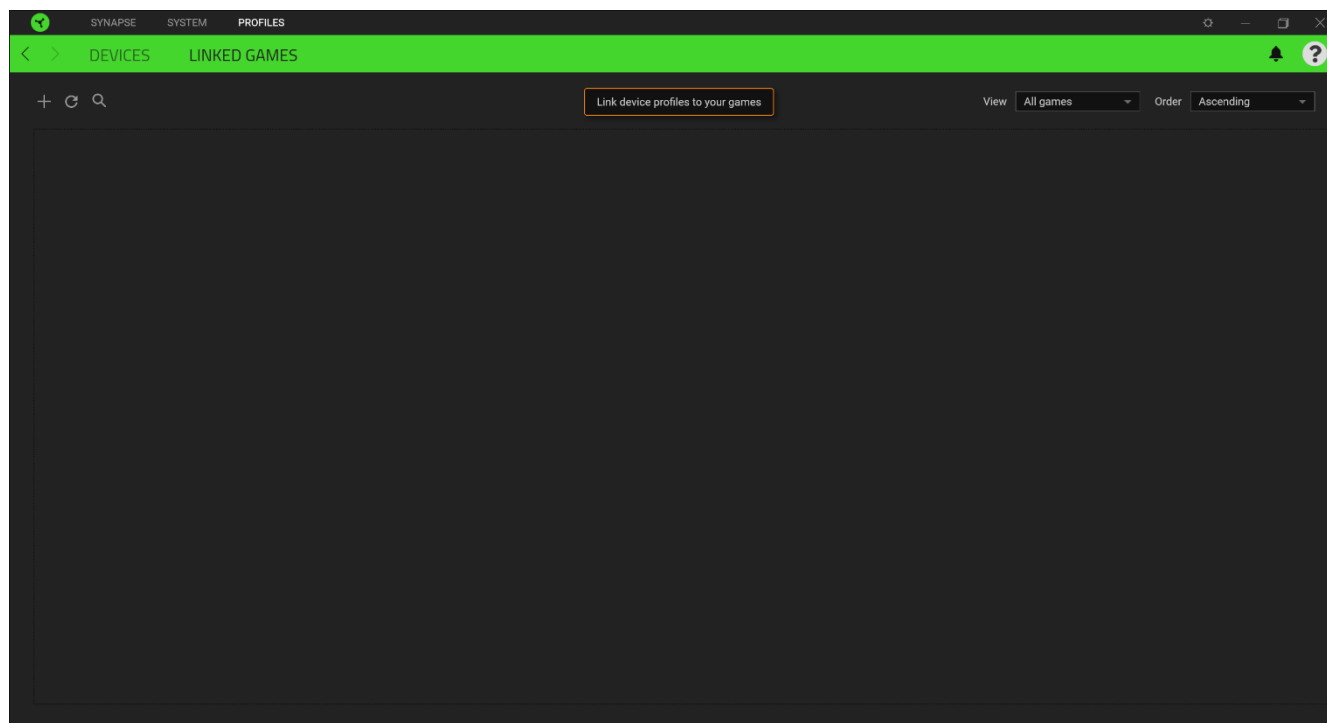 SYNAPSE SYSTEM PROFILES
DEVICES LINKED GAMES ?
Link device profiles to your games View All games Order Ascending